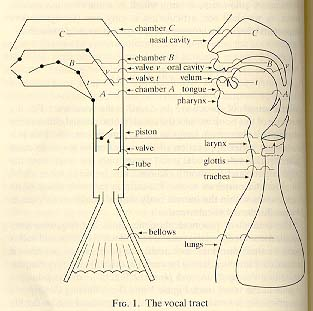 C
chamber C
nasal cavity
C
chamber B
B
valve v oral cavity
B
v
v
valve t velum
t
t
chamber A tongue
A
A
pharynx
piston
valve
larynx
tube
glottis
trachea
bellows
lungs
FIG. 1. The vocal tract